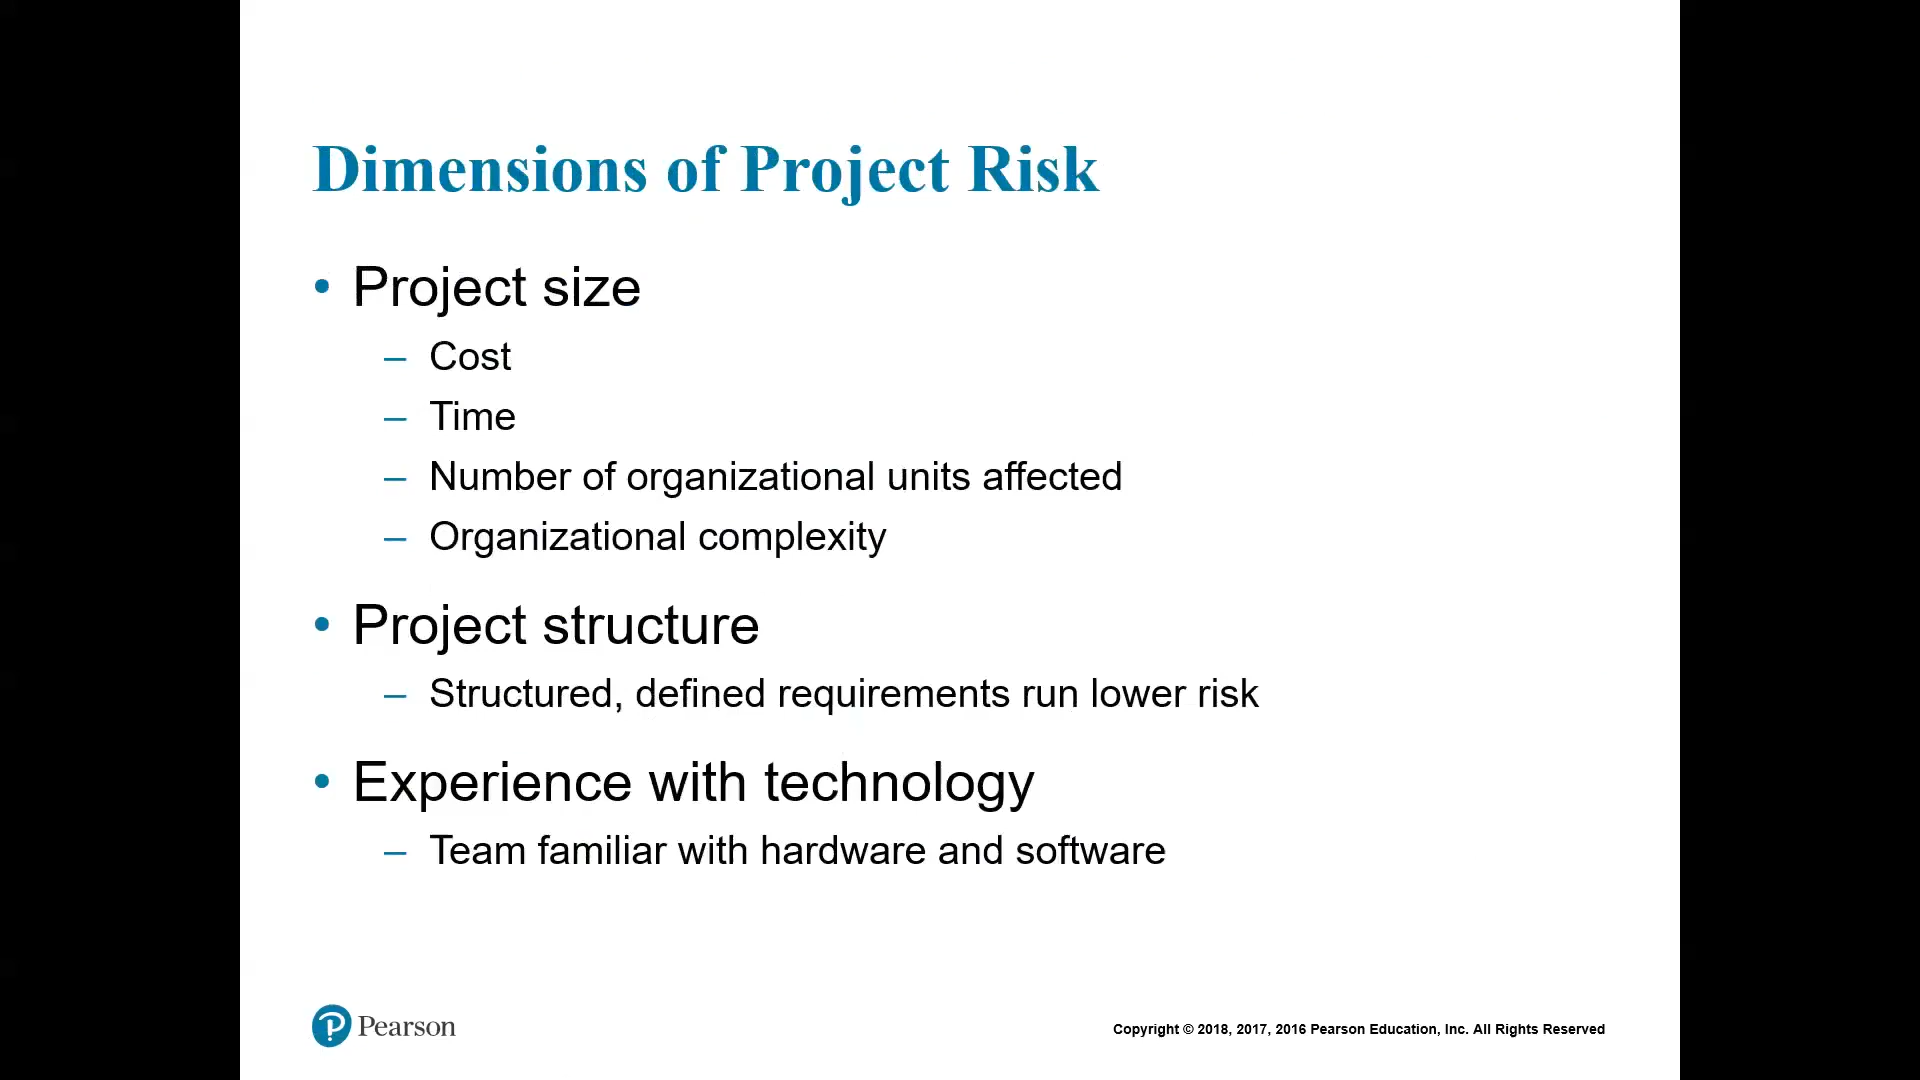 Dimensions of Project Risk
• Project size
– Cost
– Time
– Number of organizational units affected
– Organizational complexity
• Project structure
– Structured, defined requirements run lower risk
• Experience with technology
– Team familiar with hardware and software
Pearson
Copyright © 2018, 2017, 2016 Pearson Education, Inc. All Rights Reserved